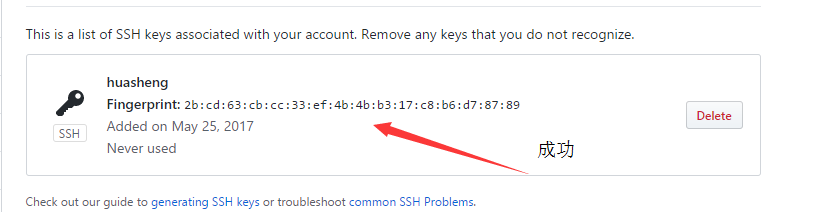 This is a list of SSH keys associated with your account. Remove any keys that you do not recognize.
huasheng
Fingerprint: 2b:cd:63:cb:cc:33:ef:4b:4b:b3:17:c8:b6:d7:87:89
SSH
Added on May 25, 2017
Never used
Delete
成功
Check out our guide to generating SSH keys or troubleshoot common SSH Problems.